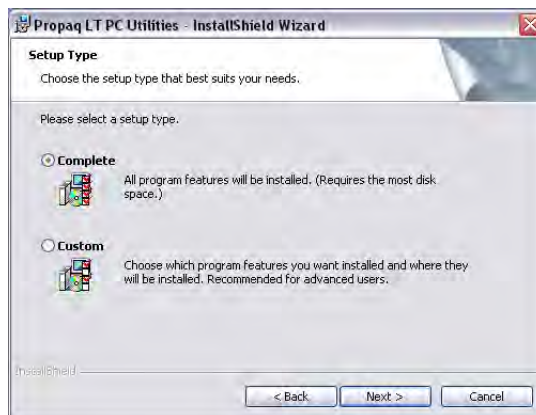 Propaq LT PC Utilities - InstallShield Wizard
Setup Type
Choose the setup type that best suits your needs.
Please select a setup type.
Complete
All program features will be installed. (Requires the most disk
space.)
Custom
Choose which program features you want installed and where they
will be installed. Recommended for advanced users.
InstallShield
< Back Next > Cancel